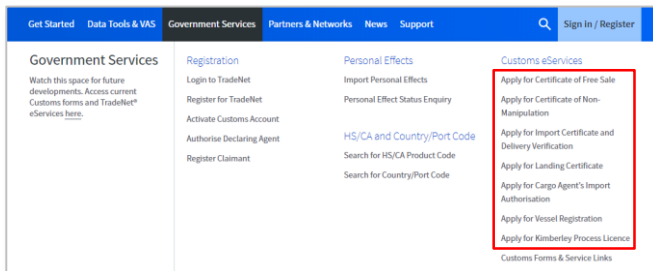 Get Started Data Tools & VAS Government Services Partners & Networks News Support Sign in / Register
Government Services
Watch this space for future
developments. Access current
Customs forms and TradeNet®
eServices here.
Registration
Login to TradeNet
Register for TradeNet
Activate Customs Account
Authorise Declaring Agent
Register Claimant
Personal Effects
Import Personal Effects
Personal Effect Status Enquiry
HS/CA and Country/Port Code
Search for HS/CA Product Code
Search for Country/Port Code
Customs eServices
Apply for Certificate of Free Sale
Apply for Certificate of Non-
Manipulation
Apply for Import Certificate and
Delivery Verification
Apply for Landing Certificate
Apply for Cargo Agent's Import
Authorisation
Apply for Vessel Registration
Apply for Kimberley Process Licence
Customs Forms & Service Links